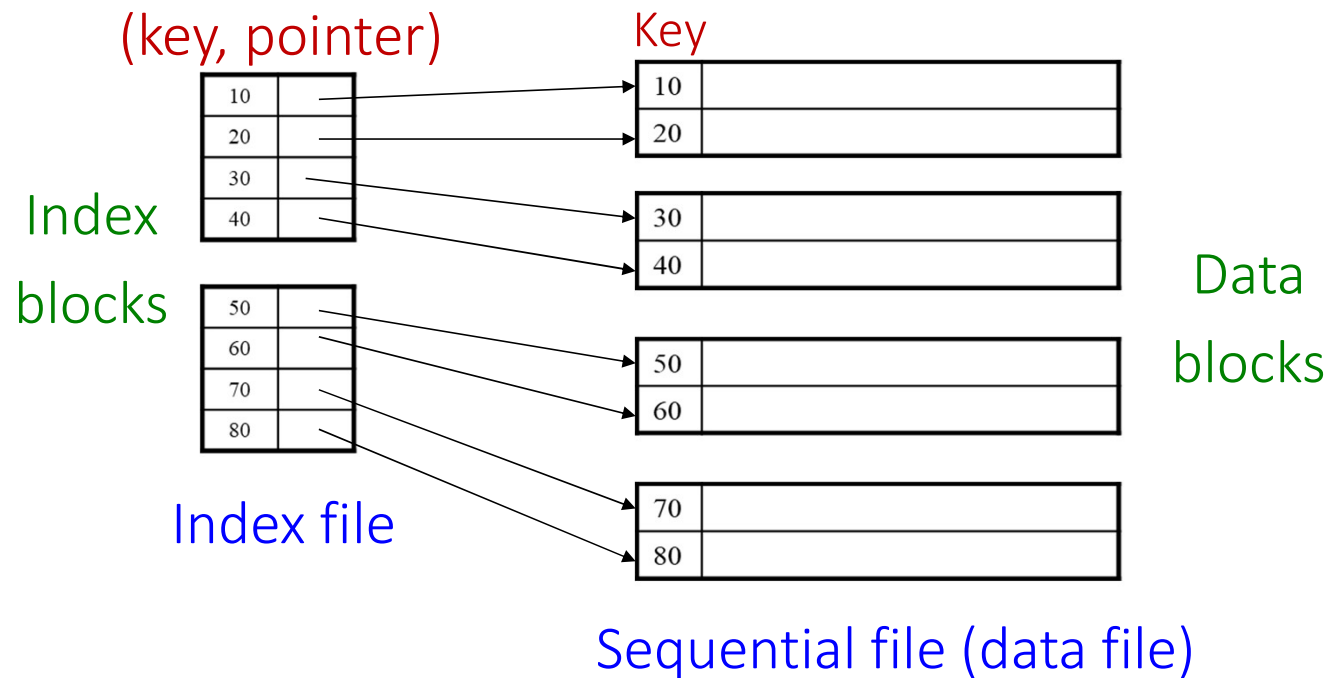 (key, pointer)
10
20
30
40
50
60
70
80
Index
blocks
Index file
Key
10
20
30
40
50
60
70
80
Data
blocks
Sequential file (data file)